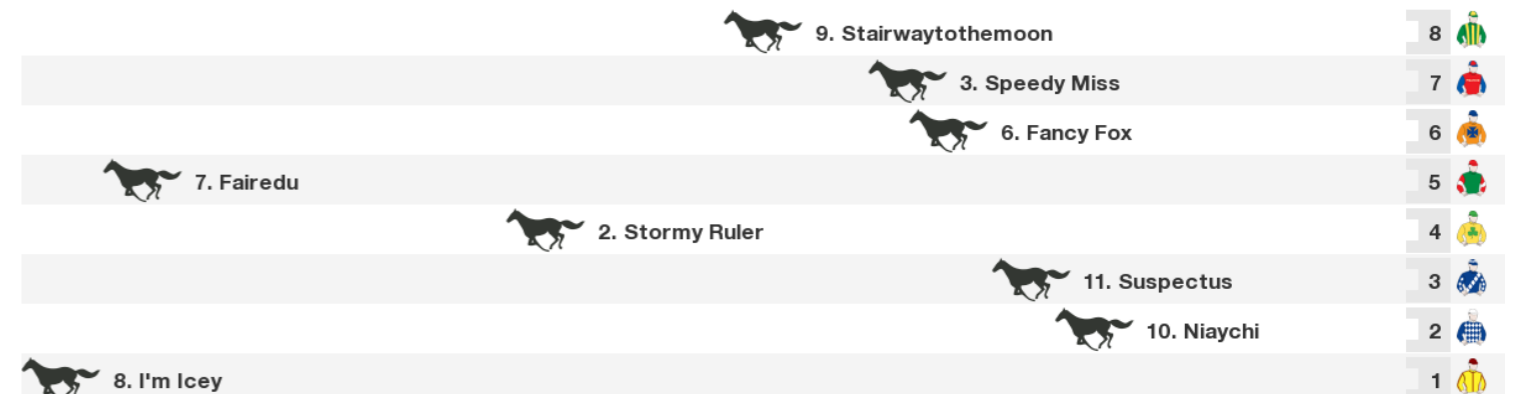 9. Stairwaytothemoon 8
3. Speedy Miss 7
6. Fancy Fox 6
7. Fairedu 5
2. Stormy Ruler 4
11. Suspectus 3
10. Niaychi 2
8. I'm Icey 1